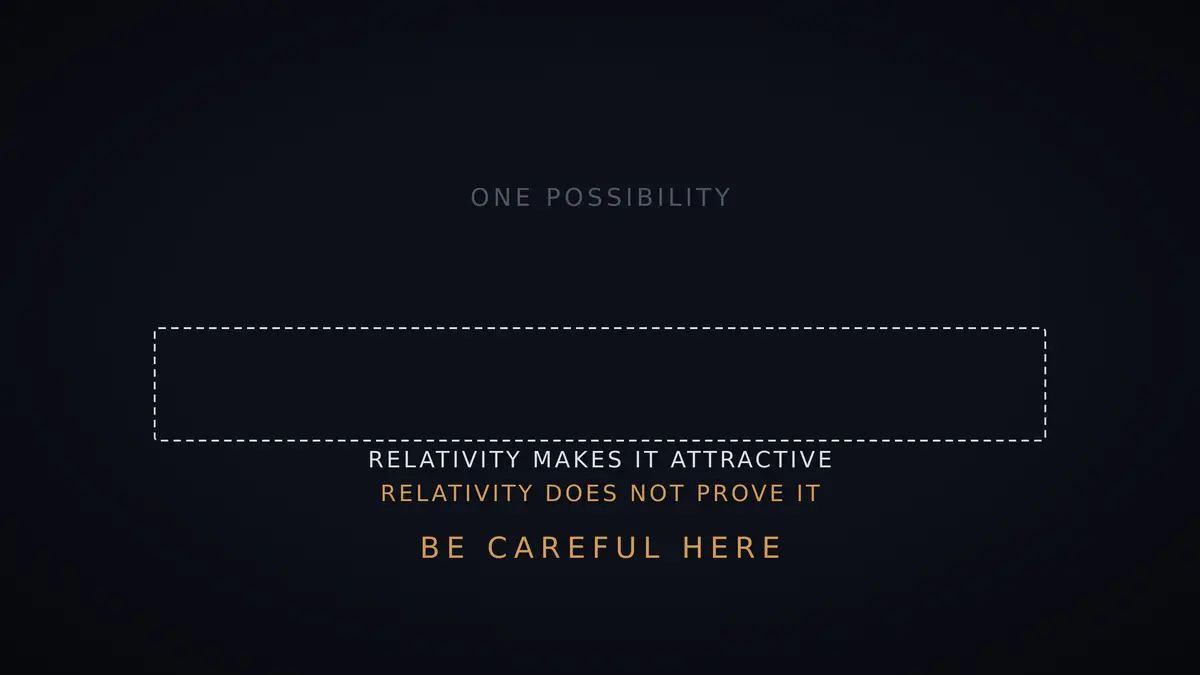 ONE POSSIBILITY
RELATIVITY MAKES IT ATTRACTIVE
RELATIVITY DOES NOT PROVE IT
BE CAREFUL HERE